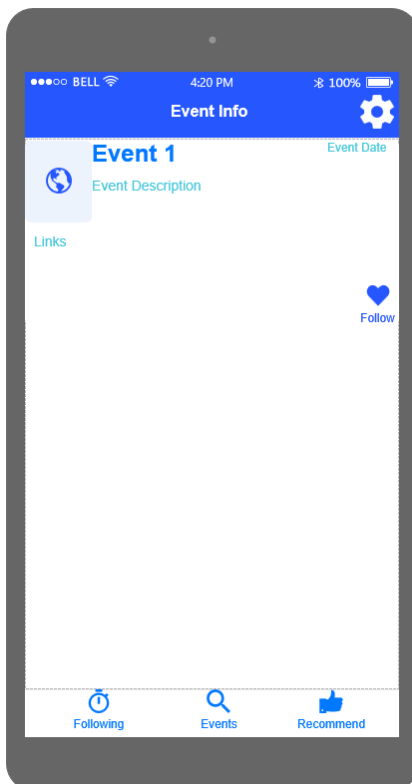 BELL 4:20 PM 100%
Event Info
Event 1 Event Date
Event Description
Links
Follow
Following Events Recommend